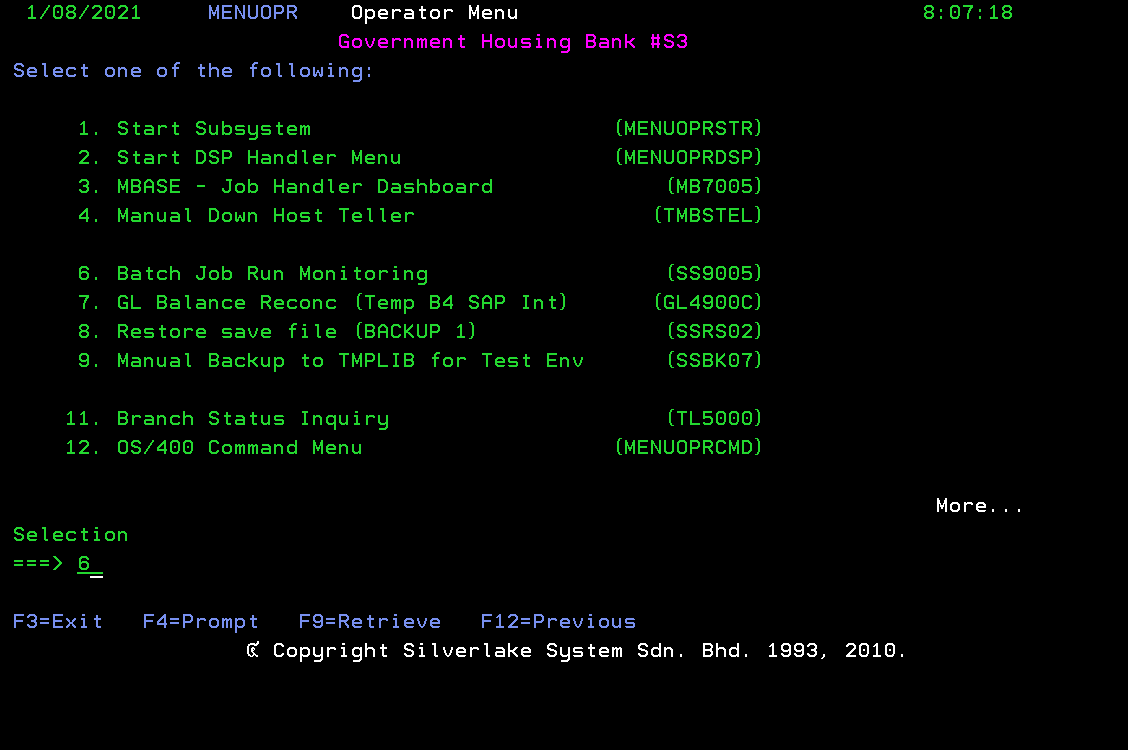 1/08/2021 MENUOPR Operator Menu 8:07:18
Government Housing Bank #S3
Select one of the following:
1. Start Subsystem (MENUOPRSTR)
2. Start DSP Handler Menu (MENUOPRDSP)
3. MBASE - Job Handler Dashboard (MB7005)
4. Manual Down Host Teller (TMBSTEL)
6. Batch Job Run Monitoring (SS9005)
7. GL Balance Reconc (Temp B4 SAP Int) (GL4900C)
8. Restore save file (BACKUP 1) (SSRS02)
9. Manual Backup to TMPLIB for Test Env (SSBK07)
11. Branch Status Inquiry (TL5000)
12. OS/400 Command Menu (MENUOPRCMD)
More...
Selection
===> 6_
F3=Exit F4=Prompt F9=Retrieve F12=Previous
Copyright Silverlake System Sdn. Bhd. 1993, 2010.